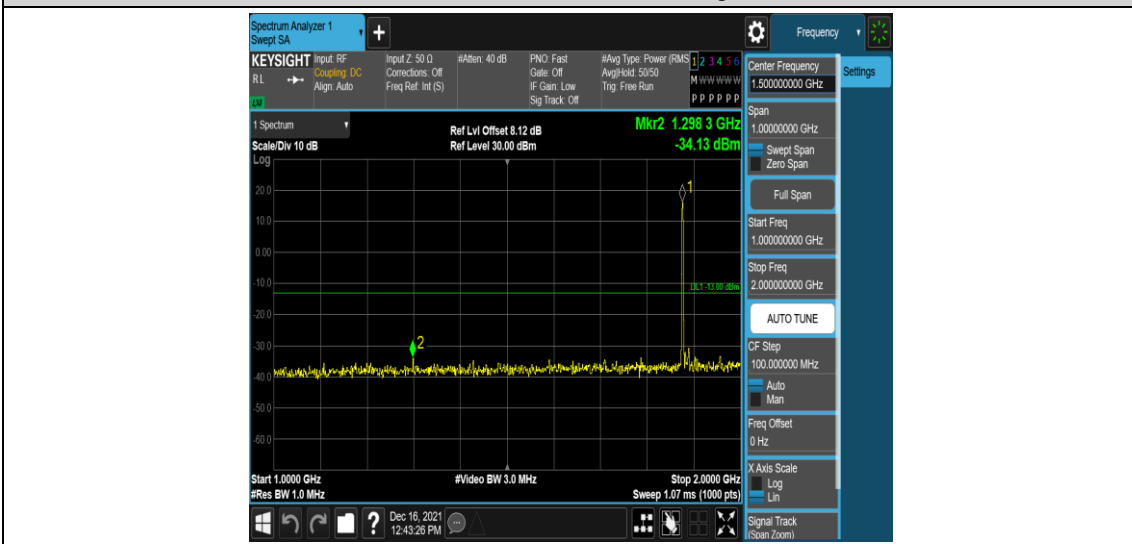 Spectrum Analyzer 1
Swept SA
+
Frequency
KEYSIGHT
RL
LW
Input: RF
Coupling: DC
Align: Auto
Input Z: 50 Ω
Corrections: Off
Freq Ref: Int (S)
#Atten: 40 dB
PNO: Fast
Gate: Off
IF Gain: Low
Sig Track: Off
#Avg Type: Power (RMS
Avg|Hold: 50/50
Trig: Free Run
1 2 3 4 5 6
M W W W W W
P P P P P P
1 Spectrum
Scale/Div 10 dB
Log
Ref Lvl Offset 8.12 dB
Ref Level 30.00 dBm
Mkr2 1.298 3 GHz
-34.13 dBm
20.0
10.0
0.00
-10.0
-20.0
-30.0
-40.0
-50.0
-60.0
1
2
DL1 -13.00 dBm
Start 1.0000 GHz
#Res BW 1.0 MHz
#Video BW 3.0 MHz
Stop 2.0000 GHz
Sweep 1.07 ms (1000 pts)
Center Frequency
1.500000000 GHz
Settings
Span
1.00000000 GHz
Swept Span
Zero Span
Full Span
Start Freq
1.000000000 GHz
Stop Freq
2.000000000 GHz
AUTO TUNE
CF Step
100.000000 MHz
Auto
Man
Freq Offset
0 Hz
X Axis Scale
Log
Lin
Signal Track
(Span Zoom)
?
Dec 16, 2021
12:43:26 PM